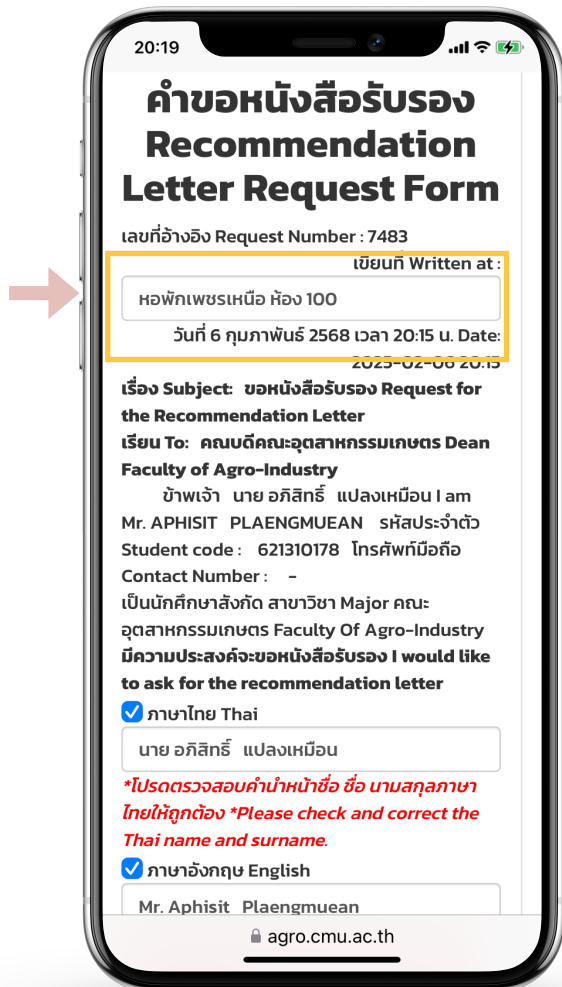 20:19
คำขอหนังสือรับรอง
Recommendation
Letter Request Form
เลขที่อ้างอิง Request Number : 7483
เขียนที่ Written at :
หอพักเพชรเหนือ ห้อง 100
วันที่ 6 กุมภาพันธ์ 2568 เวลา 20:15 น. Date:
2025-02-06 20:15
เรื่อง Subject: ขอหนังสือรับรอง Request for
the Recommendation Letter
เรียน To: คณบดีคณะอุตสาหกรรมเกษตร Dean
Faculty of Agro-Industry
ข้าพเจ้า นาย อภิสิทธิ์ แปลงเหมือน I am
Mr. APHISIT PLAENGMUEAN รหัสประจำตัว
Student code : 621310178 โทรศัพท์มือถือ
Contact Number : -
เป็นนักศึกษาสังกัด สาขาวิชา Major คณะ
อุตสาหกรรมเกษตร Faculty Of Agro-Industry
มีความประสงค์จะขอหนังสือรับรอง I would like
to ask for the recommendation letter
ภาษาไทย Thai
นาย อภิสิทธิ์ แปลงเหมือน
*โปรดตรวจสอบคำนำหน้าชื่อ ชื่อ นามสกุลภาษา
ไทยให้ถูกต้อง *Please check and correct the
Thai name and surname.
ภาษาอังกฤษ English
Mr. Aphisit Plaengmuean
agro.cmu.ac.th